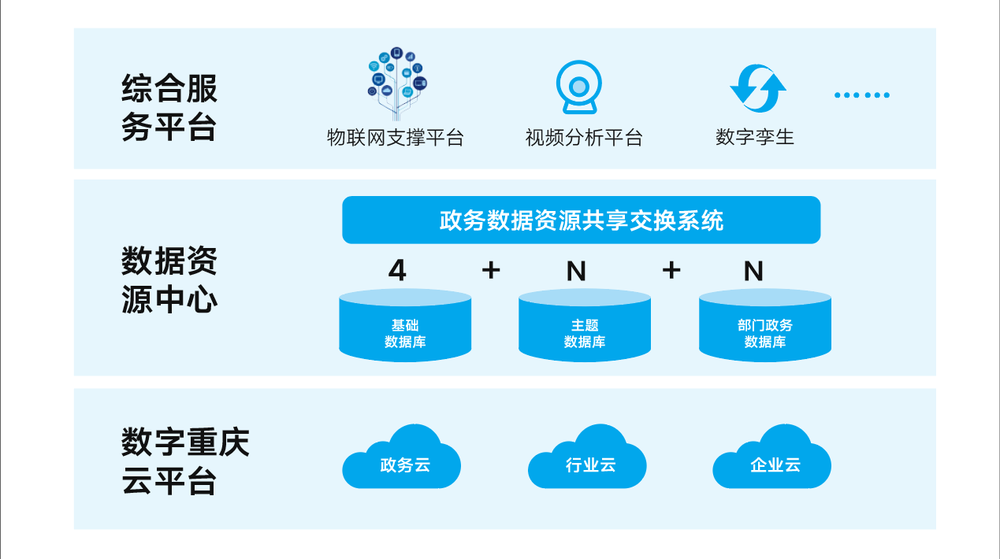 综合服
务平台
物联网支撑平台
视频分析平台
数字孪生
……
数据资
源中心
政务数据资源共享交换系统
4 + N + N
基础
数据库
主题
数据库
部门政务
数据库
数字重庆
云平台
政务云
行业云
企业云